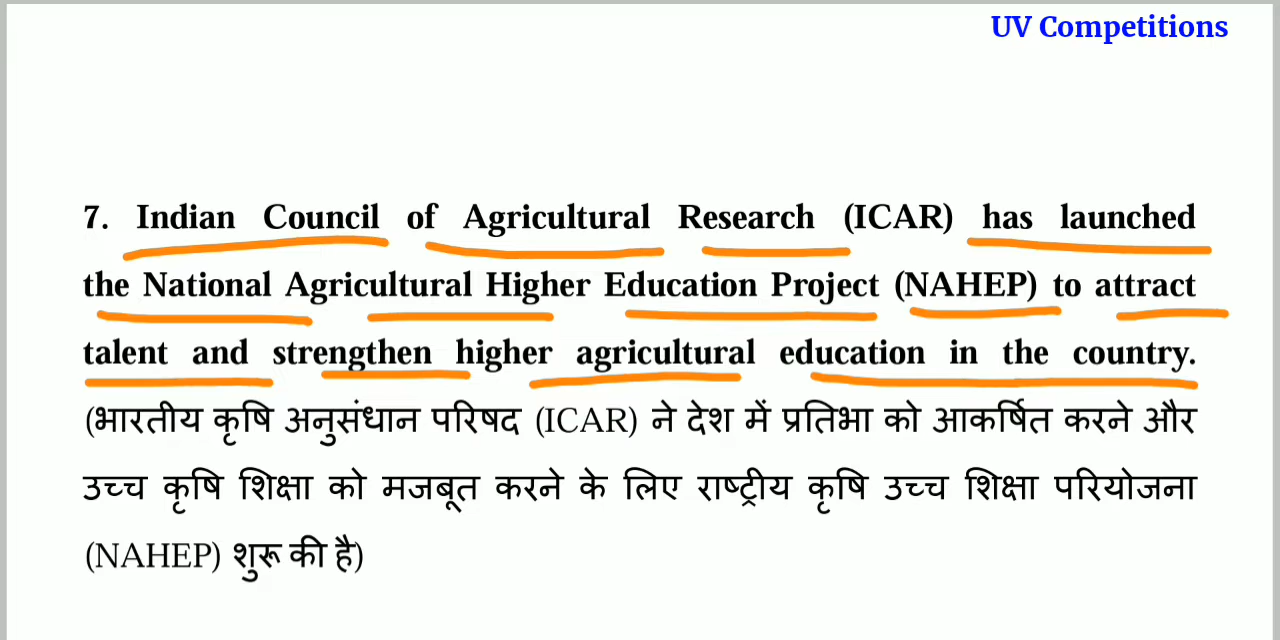 UV Competitions
7. Indian Council of Agricultural Research (ICAR) has launched
the National Agricultural Higher Education Project (NAHEP) to attract
talent and strengthen higher agricultural education in the country.
(भारतीय कृषि अनुसंधान परिषद (ICAR) ने देश में प्रतिभा को आकर्षित करने और
उच्च कृषि शिक्षा को मजबूत करने के लिए राष्ट्रीय कृषि उच्च शिक्षा परियोजना
(NAHEP) शुरू की है)